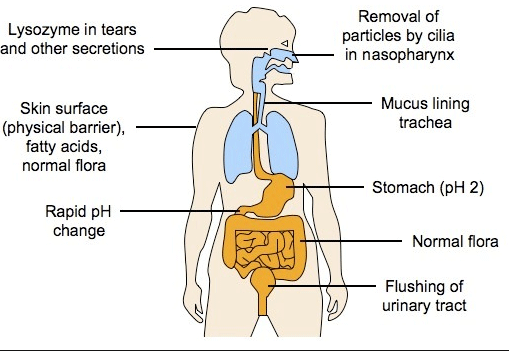 Lysozyme in tears
and other secretions
Removal of
particles by cilia
in nasopharynx
Skin surface
(physical barrier),
fatty acids,
normal flora
Mucus lining
trachea
Stomach (pH 2)
Rapid pH
change
Normal flora
Flushing of
urinary tract